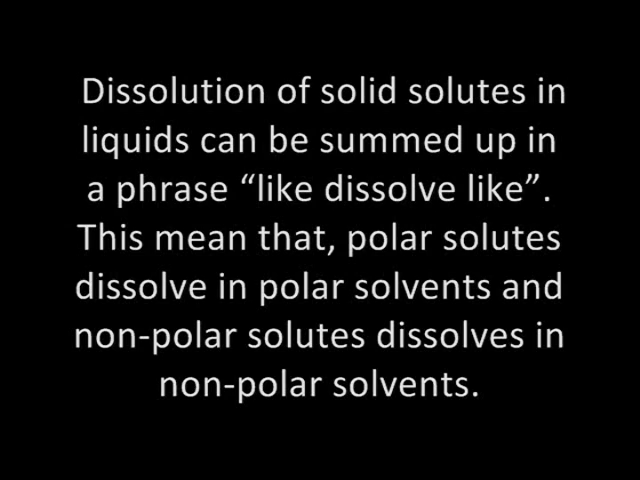 Dissolution of solid solutes in
liquids can be summed up in
a phrase “like dissolve like”.
This mean that, polar solutes
dissolve in polar solvents and
non-polar solutes dissolves in
non-polar solvents.